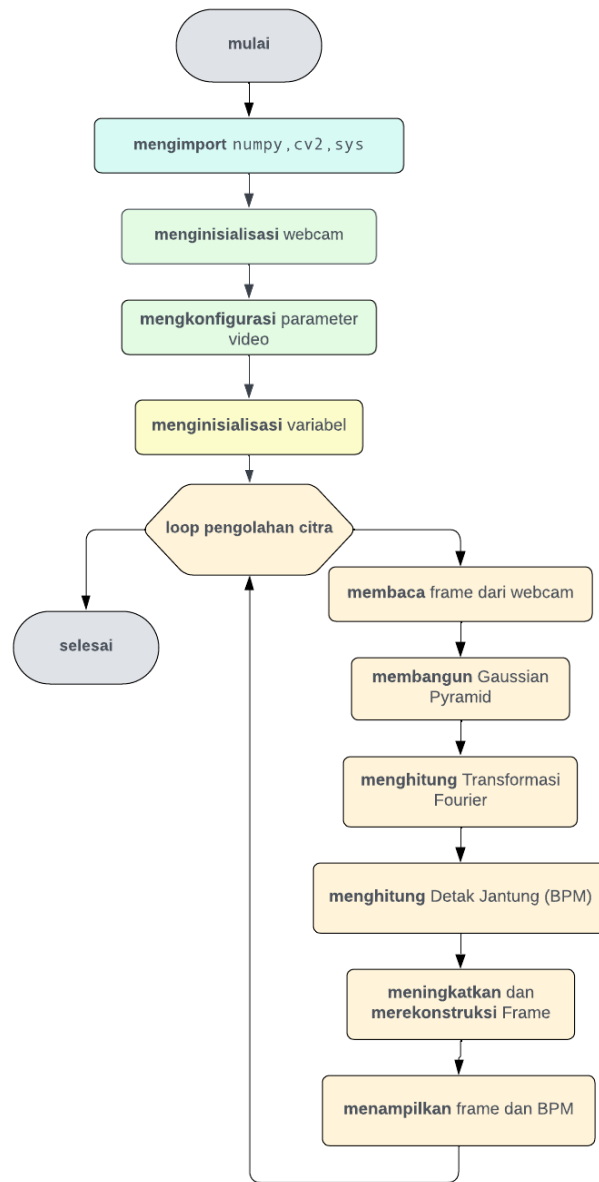 mulai
mengimport numpy,cv2,sys
menginisialisasi webcam
mengkonfigurasi parameter
video
menginisialisasi variabel
loop pengolahan citra
selesai
membaca frame dari webcam
membangun Gaussian
Pyramid
menghitung Transformasi
Fourier
menghitung Detak Jantung (BPM)
meningkatkan dan
merekonstruksi Frame
menampilkan frame dan BPM